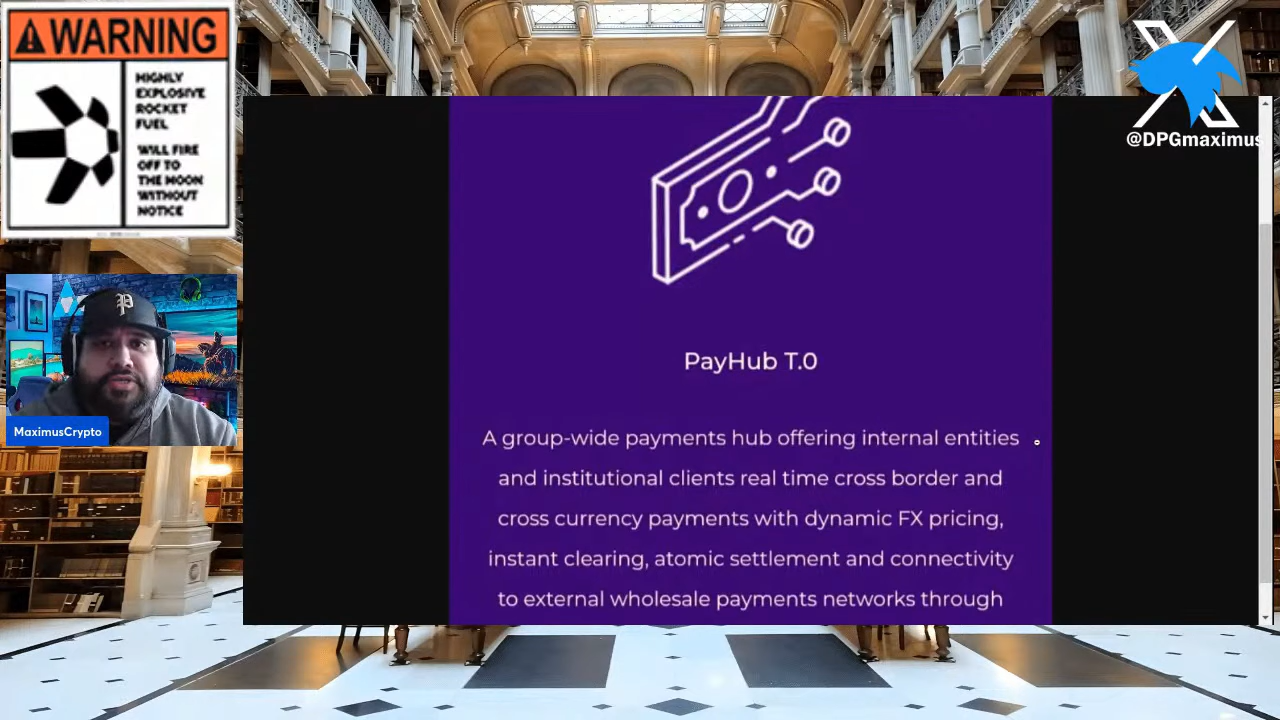 WARNING
HIGHLY
EXPLOSIVE
ROCKET
FUEL
WILL FIRE
OFF TO
THE MOON
WITHOUT
NOTICE
@DPGmaximus
P
MaximusCrypto
PayHub T.0
A group-wide payments hub offering internal entities
and institutional clients real time cross border and
cross currency payments with dynamic FX pricing,
instant clearing, atomic settlement and connectivity
to external wholesale payments networks through